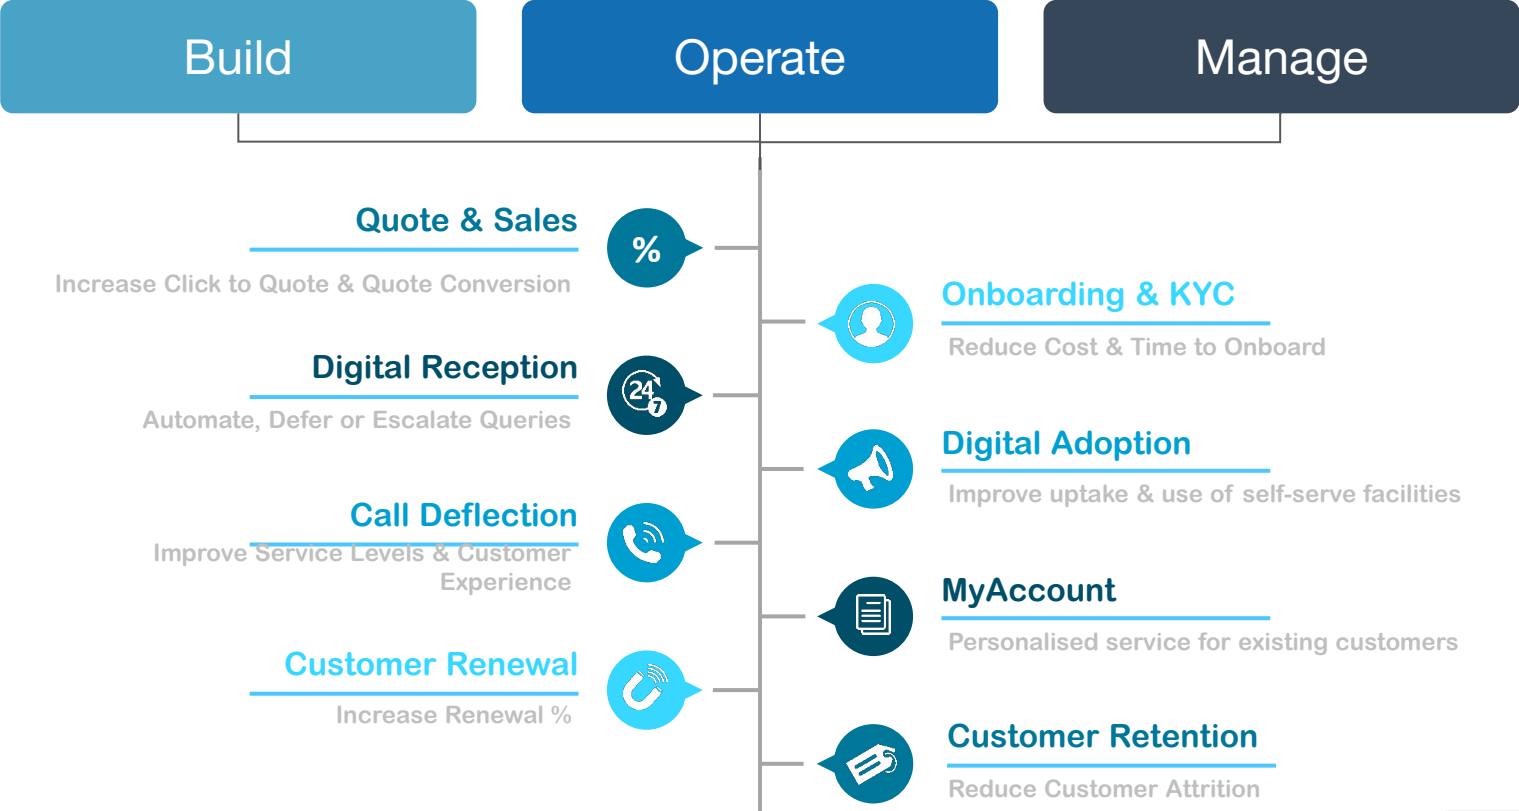 Build
Operate
Manage
Quote & Sales
%
Increase Click to Quote & Quote Conversion
Onboarding & KYC
Reduce Cost & Time to Onboard
Digital Reception
24
7
Automate, Defer or Escalate Queries
Digital Adoption
Improve uptake & use of self-serve facilities
Call Deflection
Improve Service Levels & Customer
Experience
MyAccount
Personalised service for existing customers
Customer Renewal
Increase Renewal %
Customer Retention
Reduce Customer Attrition